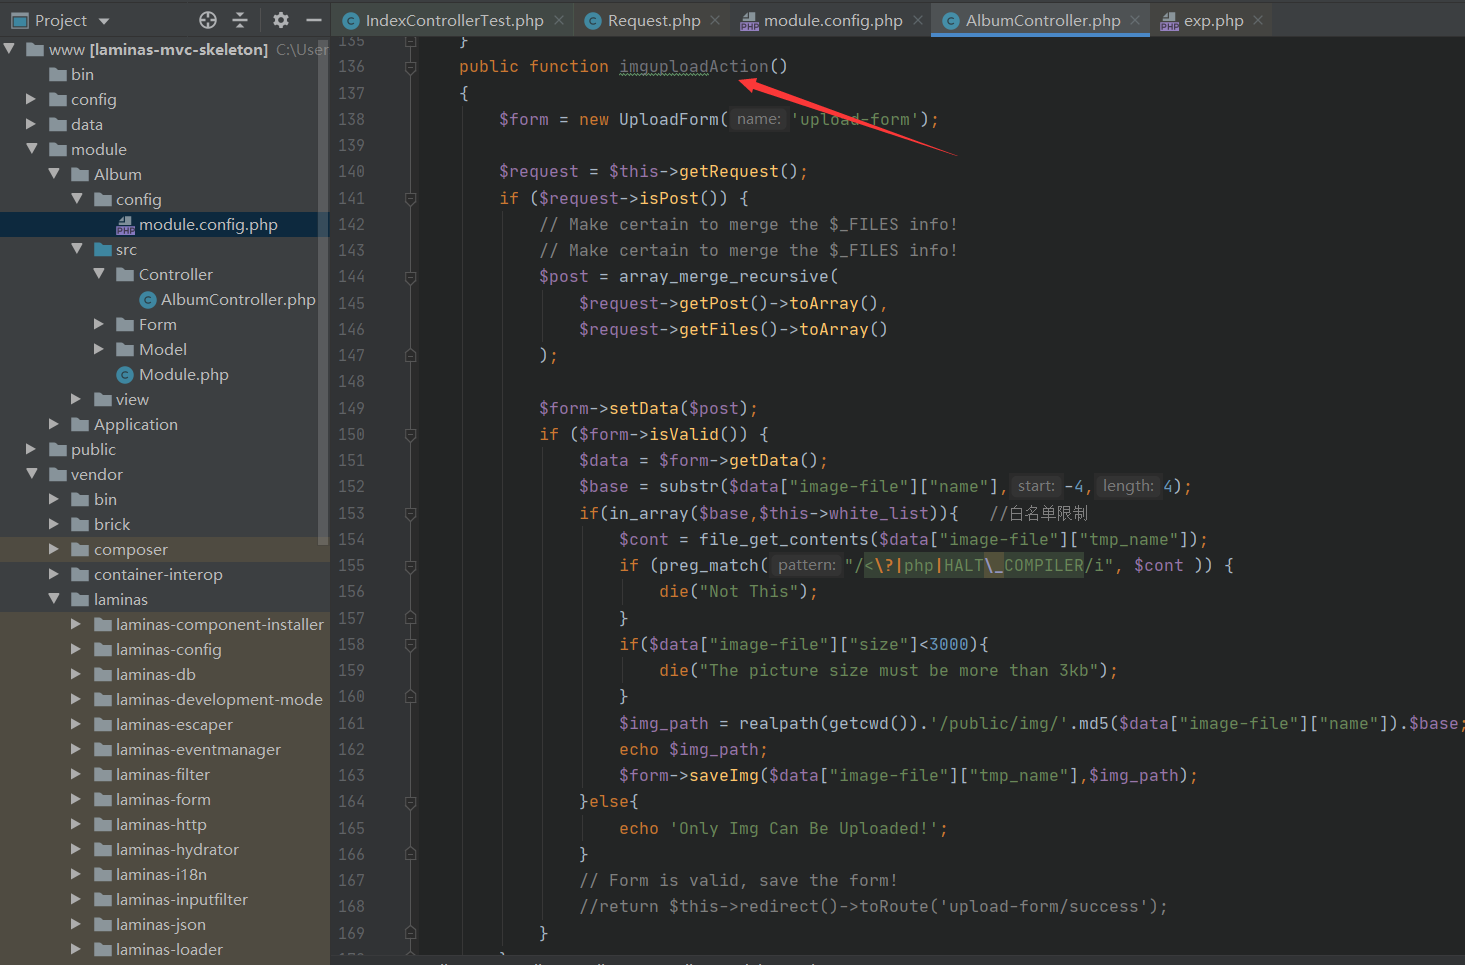 Project
IndexControllerTest.php
Request.php
module.config.php
AlbumController.php
exp.php
www [laminas-mvc-skeleton] C:\User
bin
config
data
module
Album
config
module.config.php
src
Controller
AlbumController.php
Form
Model
Module.php
view
Application
public
vendor
bin
brick
composer
container-interop
laminas
laminas-component-installer
laminas-config
laminas-db
laminas-development-mode
laminas-escaper
laminas-eventmanager
laminas-filter
laminas-form
laminas-http
laminas-hydrator
laminas-i18n
laminas-inputfilter
laminas-json
laminas-loader
135 }
136 public function imguploadAction()
137 {
138 $form = new UploadForm( name: 'upload-form');
139
140 $request = $this->getRequest();
141 if ($request->isPost()) {
142 // Make certain to merge the $_FILES info!
143 // Make certain to merge the $_FILES info!
144 $post = array_merge_recursive(
145 $request->getPost()->toArray(),
146 $request->getFiles()->toArray()
147 );
148
149 $form->setData($post);
150 if ($form->isValid()) {
151 $data = $form->getData();
152 $base = substr($data["image-file"]["name"], start: -4, length: 4);
153 if(in_array($base,$this->white_list)){ //白名单限制
154 $cont = file_get_contents($data["image-file"]["tmp_name"]);
155 if (preg_match( pattern: "/<\?|php|HALT\_COMPILER/i", $cont )) {
156 die("Not This");
157 }
158 if($data["image-file"]["size"]<3000){
159 die("The picture size must be more than 3kb");
160 }
161 $img_path = realpath(getcwd()).'/public/img/'.md5($data["image-file"]["name"]).$base;
162 echo $img_path;
163 $form->saveImg($data["image-file"]["tmp_name"],$img_path);
164 }else{
165 echo 'Only Img Can Be Uploaded!';
166 }
167 // Form is valid, save the form!
168 //return $this->redirect()->toRoute('upload-form/success');
169 }